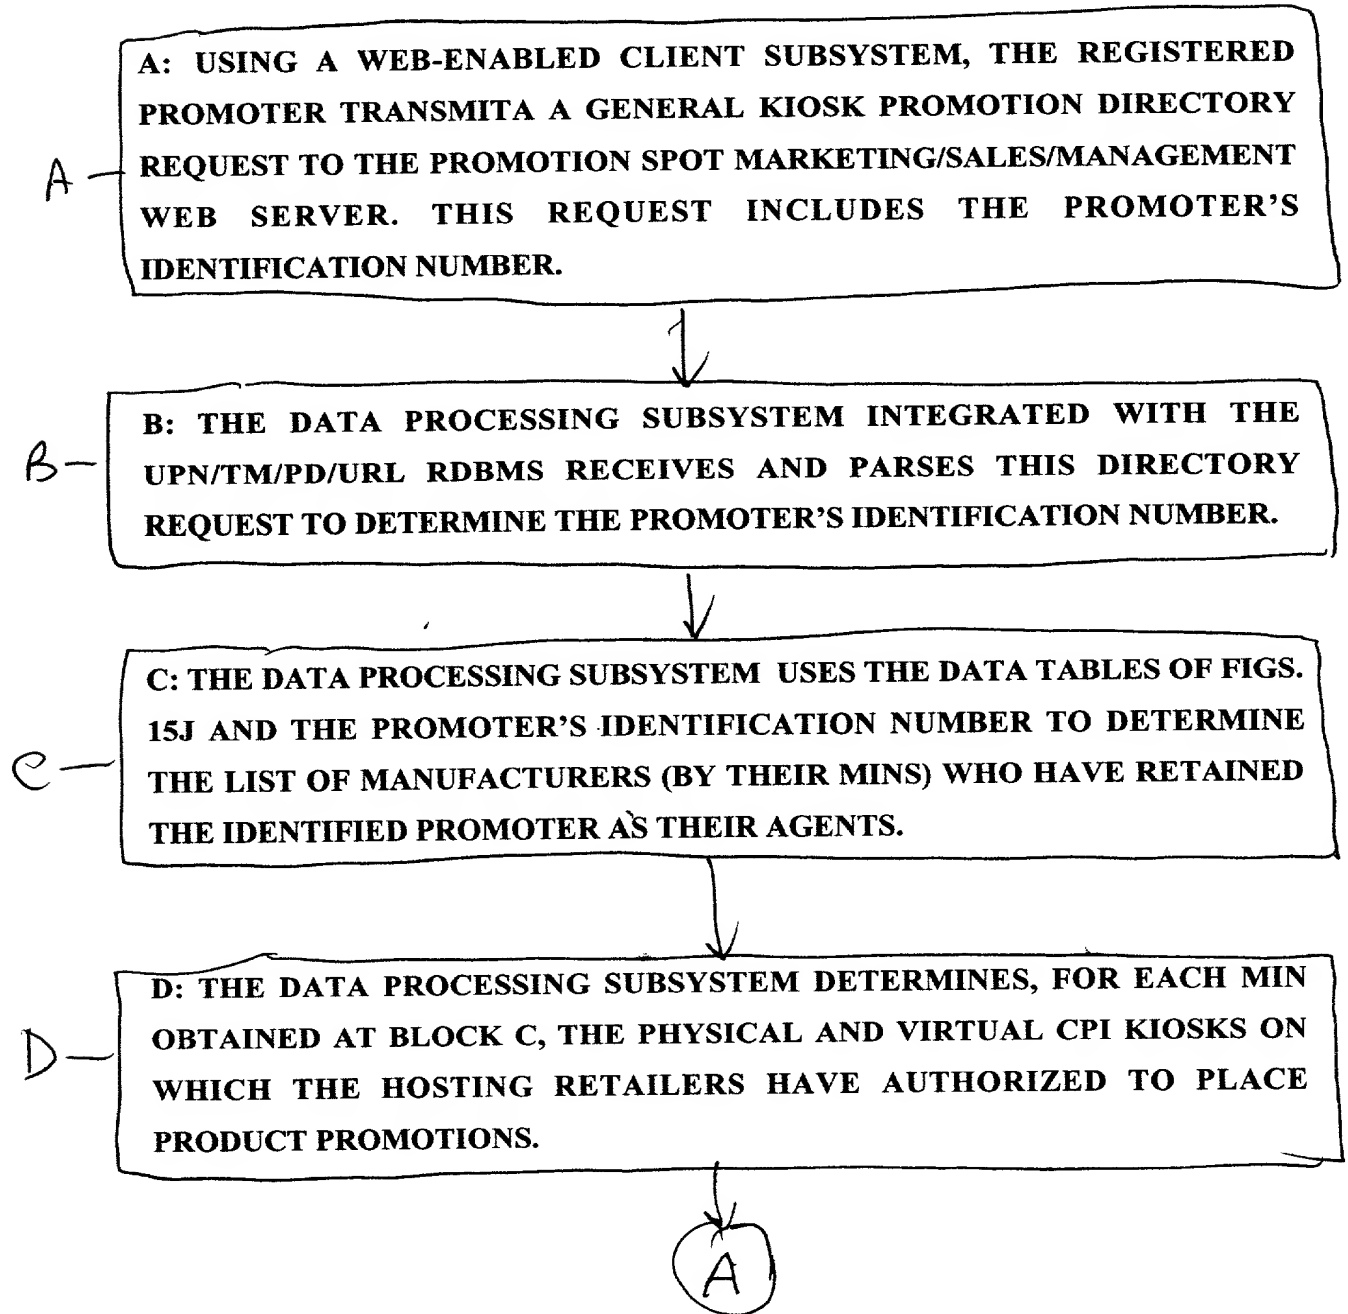 A: USING A WEB-ENABLED CLIENT SUBSYSTEM, THE REGISTERED
PROMOTER TRANSMITA A GENERAL KIOSK PROMOTION DIRECTORY
A
REQUEST TO THE PROMOTION SPOT MARKETING/SALES/MANAGEMENT
WEB SERVER. THIS REQUEST INCLUDES THE PROMOTER'S
IDENTIFICATION NUMBER.
B: THE DATA PROCESSING SUBSYSTEM INTEGRATED WITH THE
B
UPN/TM/PD/URL RDBMS RECEIVES AND PARSES THIS DIRECTORY
REQUEST TO DETERMINE THE PROMOTER'S IDENTIFICATION NUMBER.
C: THE DATA PROCESSING SUBSYSTEM USES THE DATA TABLES OF FIGS.
15J AND THE PROMOTER'S IDENTIFICATION NUMBER TO DETERMINE
C
THE LIST OF MANUFACTURERS (BY THEIR MINS) WHO HAVE RETAINED
THE IDENTIFIED PROMOTER AS THEIR AGENTS.
D: THE DATA PROCESSING SUBSYSTEM DETERMINES, FOR EACH MIN
OBTAINED AT BLOCK C, THE PHYSICAL AND VIRTUAL CPI KIOSKS ON
D
WHICH THE HOSTING RETAILERS HAVE AUTHORIZED TO PLACE
PRODUCT PROMOTIONS.
A